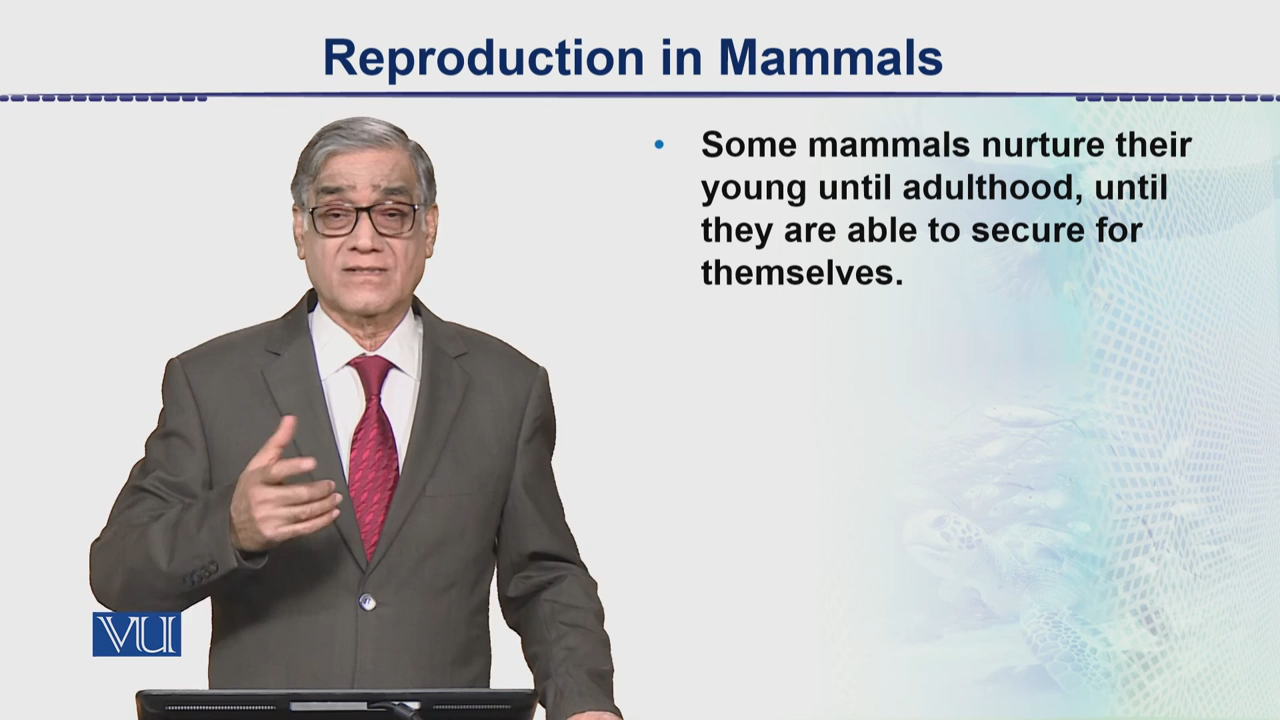 Reproduction in Mammals
• Some mammals nurture their
young until adulthood, until
they are able to secure for
themselves.
VU